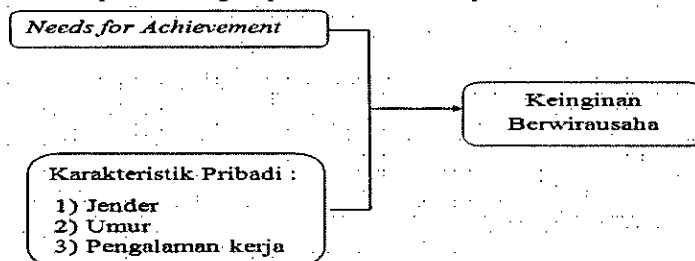 Needs for Achievement
Keinginan
Berwirausaha
Karakteristik Pribadi :
1) Jender
2) Umur
3) Pengalaman kerja